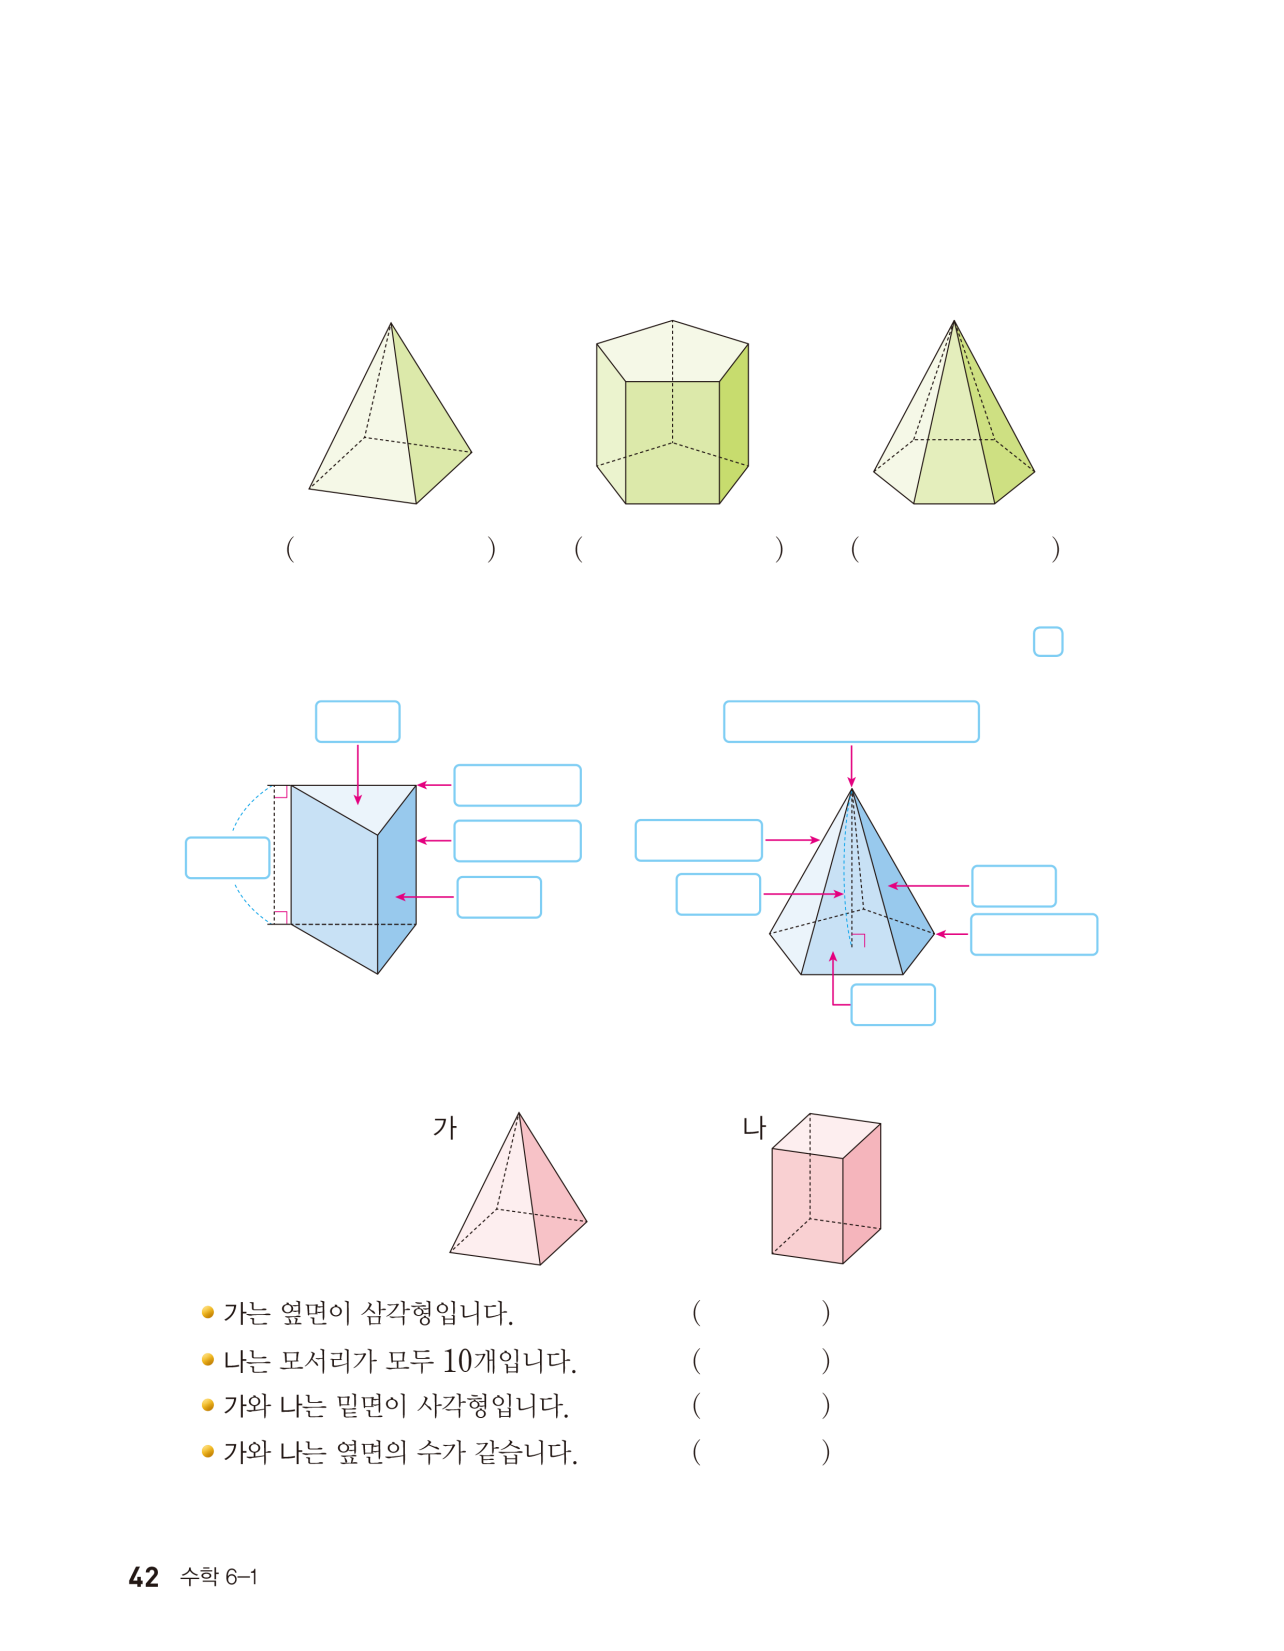 (                    )    (                    )    (                    )
가    나
가는 옆면이 삼각형입니다. (            )
나는 모서리가 모두 10개입니다. (            )
가와 나는 밑면이 사각형입니다. (            )
가와 나는 옆면의 수가 같습니다. (            )
42 수학 6–1